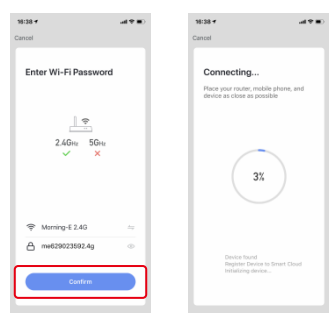 16:38
Cancel
Enter Wi-Fi Password
2.4GHz 5GHz
Morning-E 2.4G
me629023592.4g
Confirm
16:38
Cancel
Connecting...
Place your router, mobile phone, and
device as close as possible
3%
Device found
Register Device to Smart Cloud
Initializing device...